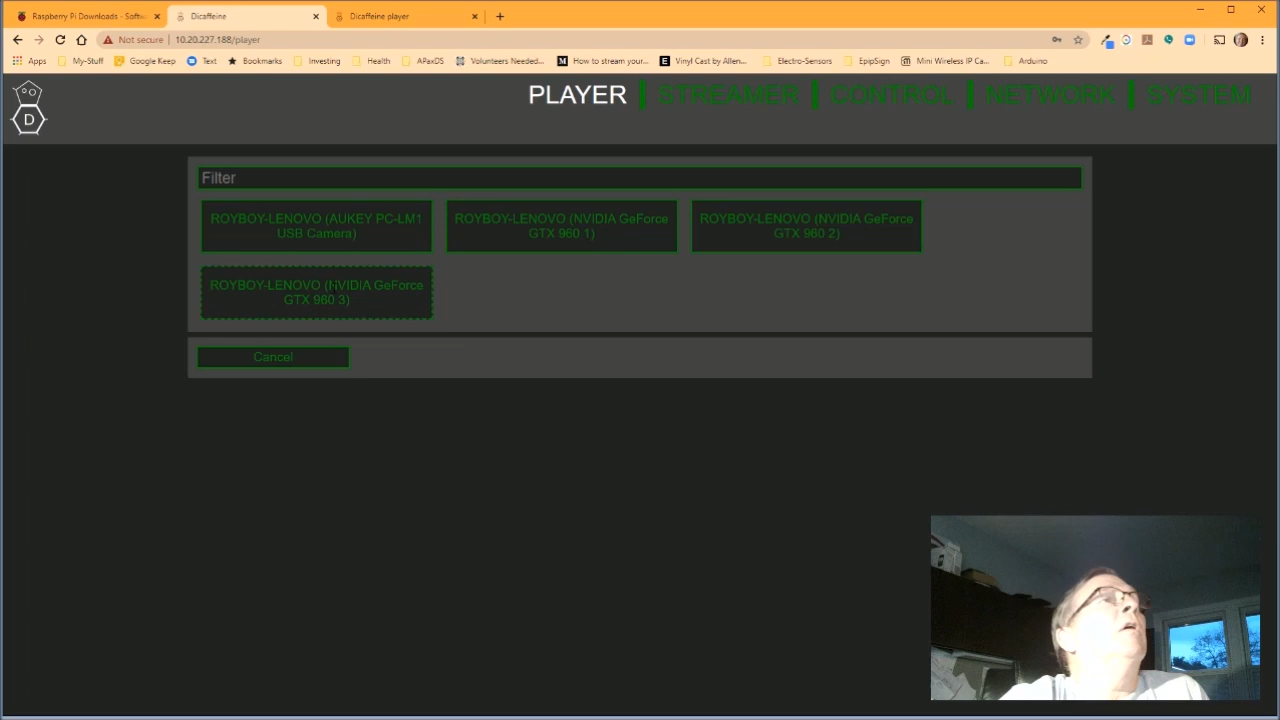 Raspberry Pi Downloads - Softw
Dicaffeine
Dicaffeine player
Not secure
10.20.227.188/player
Apps
My-Stuff
Google Keep
Text
Bookmarks
Investing
Health
APaxDS
Volunteers Needed...
How to stream your...
Vinyl Cast by Allen...
Electro-Sensors
EpipSign
Mini Wireless IP Ca...
Arduino
D
PLAYER
STREAMER
CONTROL
NETWORK
SYSTEM
Filter
ROYBOY-LENOVO (AUKEY PC-LM1
USB Camera)
ROYBOY-LENOVO (NVIDIA GeForce
GTX 960 1)
ROYBOY-LENOVO (NVIDIA GeForce
GTX 960 2)
ROYBOY-LENOVO (NVIDIA GeForce
GTX 960 3)
Cancel